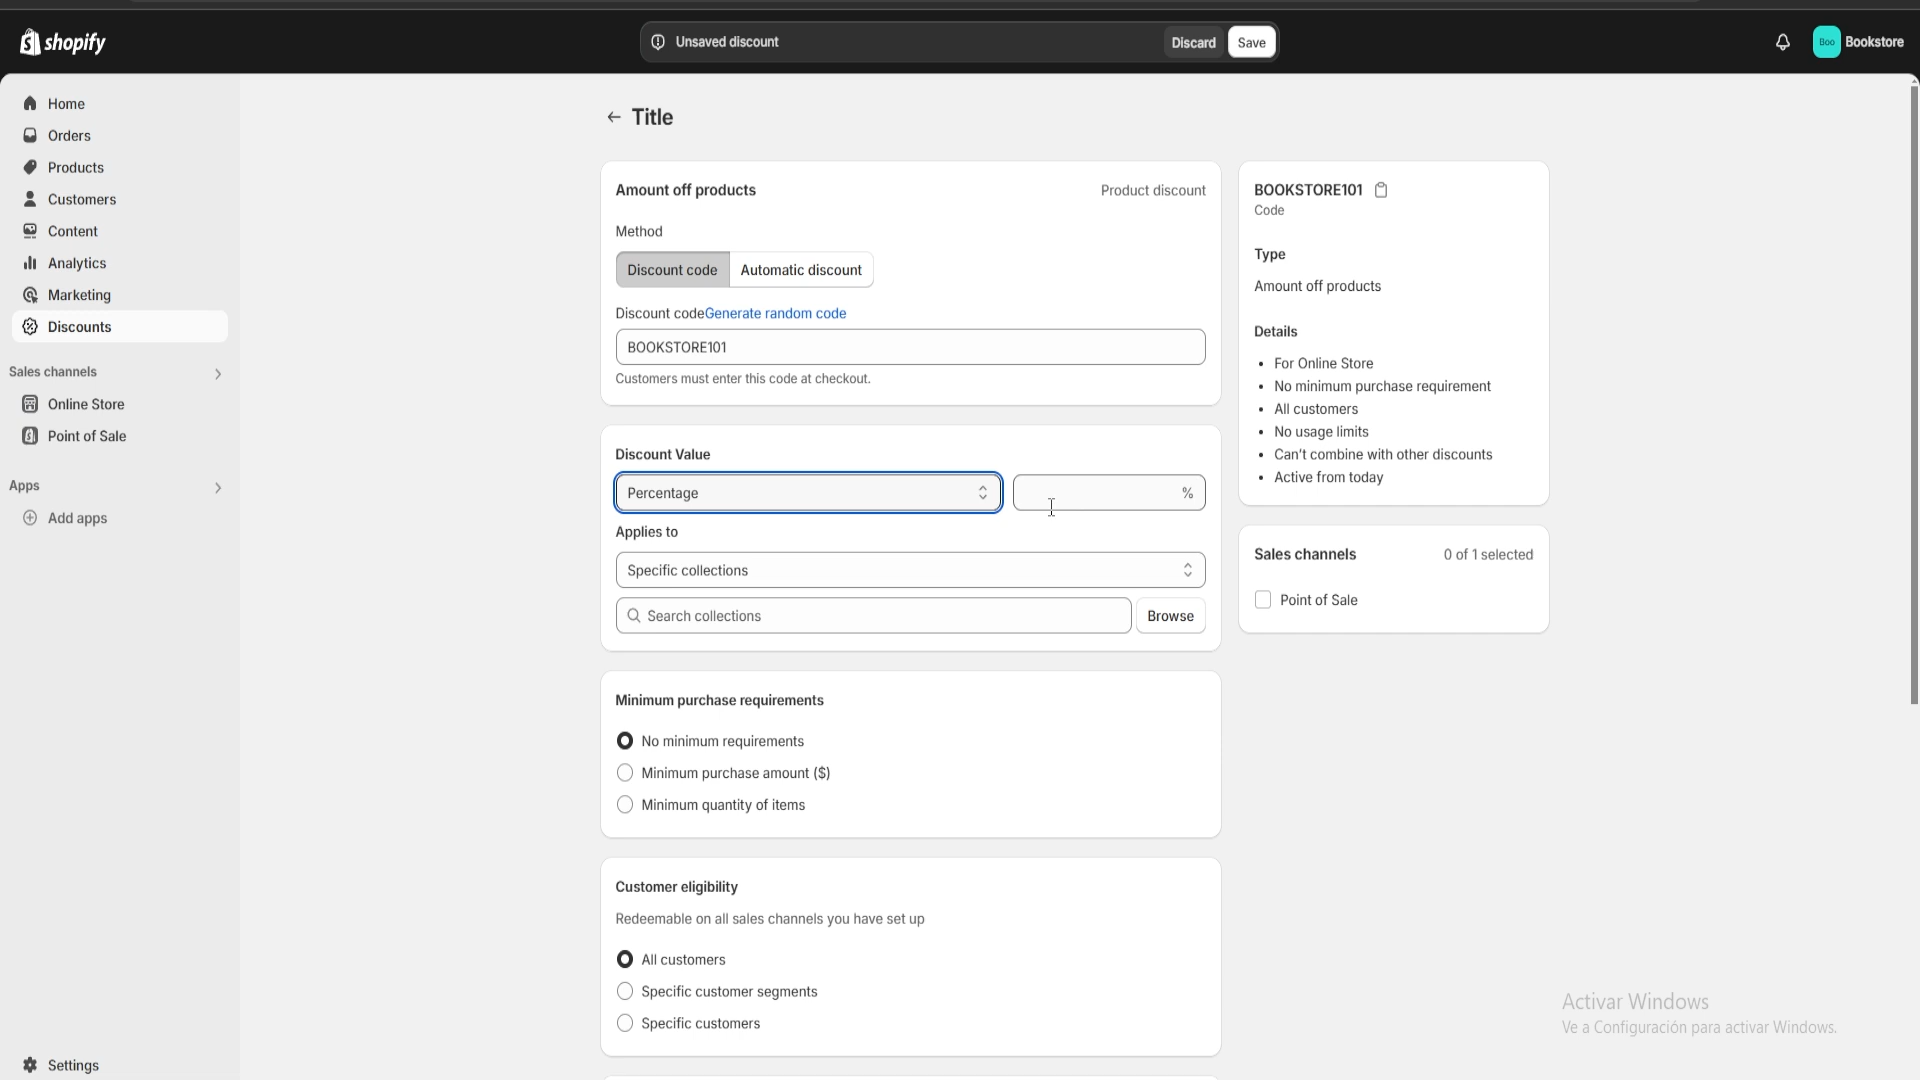 shopify
Unsaved discount
Discard
Save
Boo
Bookstore
Home
Orders
Products
Customers
Content
Analytics
Marketing
Discounts
Sales channels
Online Store
Point of Sale
Apps
Add apps
Settings
Title
Amount off products
Product discount
Method
Discount code
Automatic discount
Discount codeGenerate random code
BOOKSTORE101
Customers must enter this code at checkout.
Discount Value
Percentage
%
Applies to
Specific collections
Search collections
Browse
Minimum purchase requirements
No minimum requirements
Minimum purchase amount ($)
Minimum quantity of items
Customer eligibility
Redeemable on all sales channels you have set up
All customers
Specific customer segments
Specific customers
BOOKSTORE101
Code
Type
Amount off products
Details
• For Online Store
• No minimum purchase requirement
• All customers
• No usage limits
• Can't combine with other discounts
• Active from today
Sales channels
0 of 1 selected
Point of Sale
Activar Windows
Ve a Configuración para activar Windows.